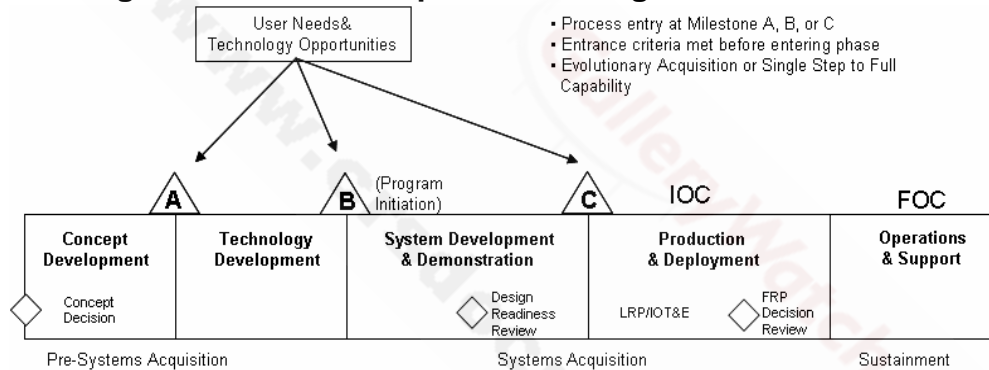 User Needs&
Technology Opportunities
▪ Process entry at Milestone A, B, or C
▪ Entrance criteria met before entering phase
▪ Evolutionary Acquisition or Single Step to Full
Capability
A
B
(Program
Initiation)
C
IOC
FOC
Concept
Development
Technology
Development
System Development
& Demonstration
Production
& Deployment
Operations
& Support
Concept
Decision
Design
Readiness
Review
LRP/IOT&E
FRP
Decision
Review
Pre-Systems Acquisition
Systems Acquisition
Sustainment